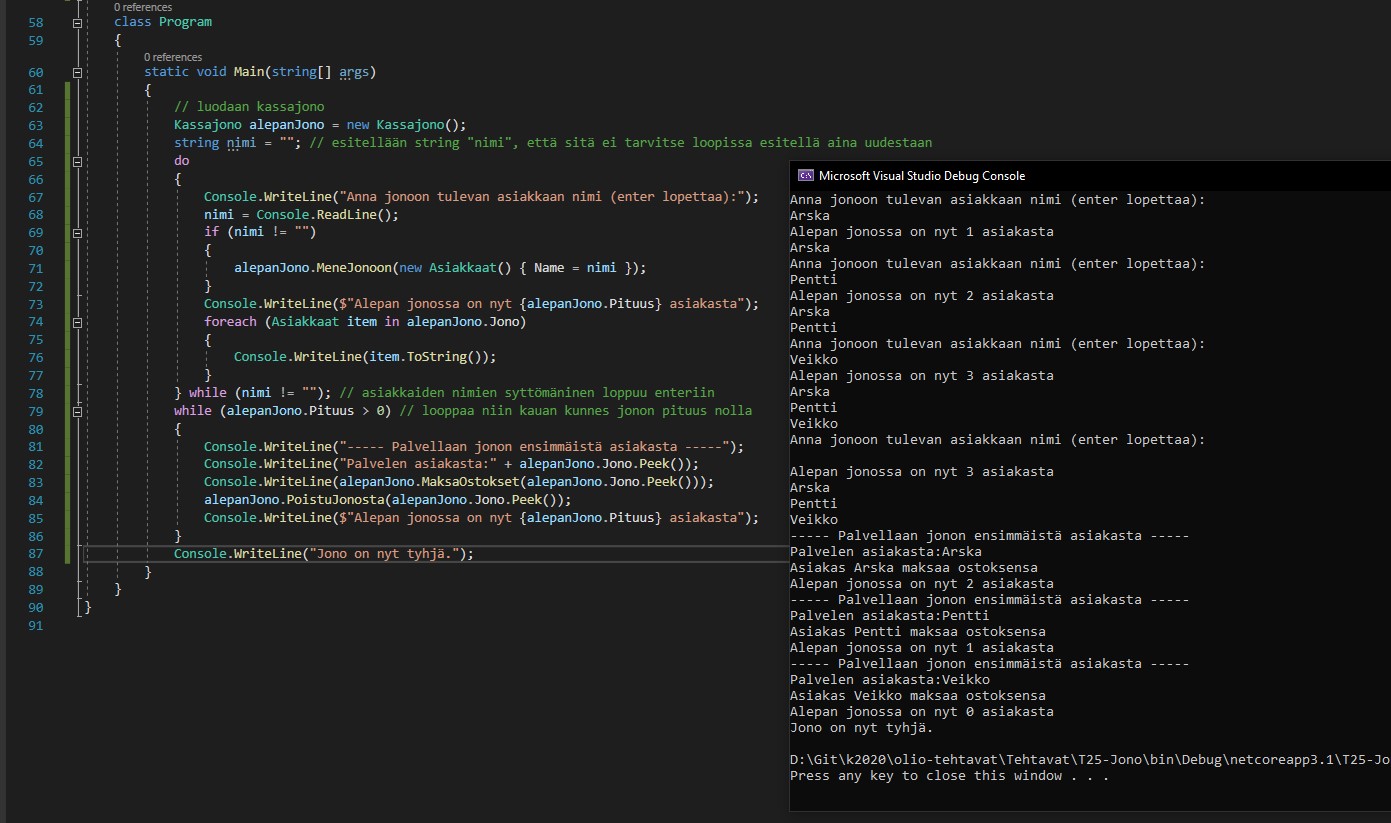 0 references
58 class Program
59 {
0 references
60 static void Main(string[] args)
61 {
62 // luodaan kassajono
63 Kassajono alepanJono = new Kassajono();
64 string nimi = ""; // esitellään string "nimi", että sitä ei tarvitse loopissa esitellä aina uudestaan
65 do
66 {
67 Console.WriteLine("Anna jonoon tulevan asiakkaan nimi (enter lopettaa):");
68 nimi = Console.ReadLine();
69 if (nimi != "")
70 {
71 alepanJono.MeneJonoon(new Asiakkaat() { Name = nimi });
72 }
73 Console.WriteLine($"Alepan jonossa on nyt {alepanJono.Pituus} asiakasta");
74 foreach (Asiakkaat item in alepanJono.Jono)
75 {
76 Console.WriteLine(item.ToString());
77 }
78 } while (nimi != ""); // asiakkaiden nimien syttömäninen loppuu enteriin
79 while (alepanJono.Pituus > 0) // looppaa niin kauan kunnes jonon pituus nolla
80 {
81 Console.WriteLine("----- Palvellaan jonon ensimmäistä asiakasta -----");
82 Console.WriteLine("Palvelen asiakasta:" + alepanJono.Jono.Peek());
83 Console.WriteLine(alepanJono.MaksaOstokset(alepanJono.Jono.Peek()));
84 alepanJono.PoistuJonosta(alepanJono.Jono.Peek());
85 Console.WriteLine($"Alepan jonossa on nyt {alepanJono.Pituus} asiakasta");
86 }
87 Console.WriteLine("Jono on nyt tyhjä.");
88 }
89 }
90 }
91
Microsoft Visual Studio Debug Console
Anna jonoon tulevan asiakkaan nimi (enter lopettaa):
Arska
Alepan jonossa on nyt 1 asiakasta
Arska
Anna jonoon tulevan asiakkaan nimi (enter lopettaa):
Pentti
Alepan jonossa on nyt 2 asiakasta
Arska
Pentti
Anna jonoon tulevan asiakkaan nimi (enter lopettaa):
Veikko
Alepan jonossa on nyt 3 asiakasta
Arska
Pentti
Veikko
Anna jonoon tulevan asiakkaan nimi (enter lopettaa):
Alepan jonossa on nyt 3 asiakasta
Arska
Pentti
Veikko
----- Palvellaan jonon ensimmäistä asiakasta -----
Palvelen asiakasta:Arska
Asiakas Arska maksaa ostoksensa
Alepan jonossa on nyt 2 asiakasta
----- Palvellaan jonon ensimmäistä asiakasta -----
Palvelen asiakasta:Pentti
Asiakas Pentti maksaa ostoksensa
Alepan jonossa on nyt 1 asiakasta
----- Palvellaan jonon ensimmäistä asiakasta -----
Palvelen asiakasta:Veikko
Asiakas Veikko maksaa ostoksensa
Alepan jonossa on nyt 0 asiakasta
Jono on nyt tyhjä.
D:\Git\k2020\olio-tehtavat\Tehtavat\T25-Jono\bin\Debug\netcoreapp3.1\T25-Jo
Press any key to close this window . . .